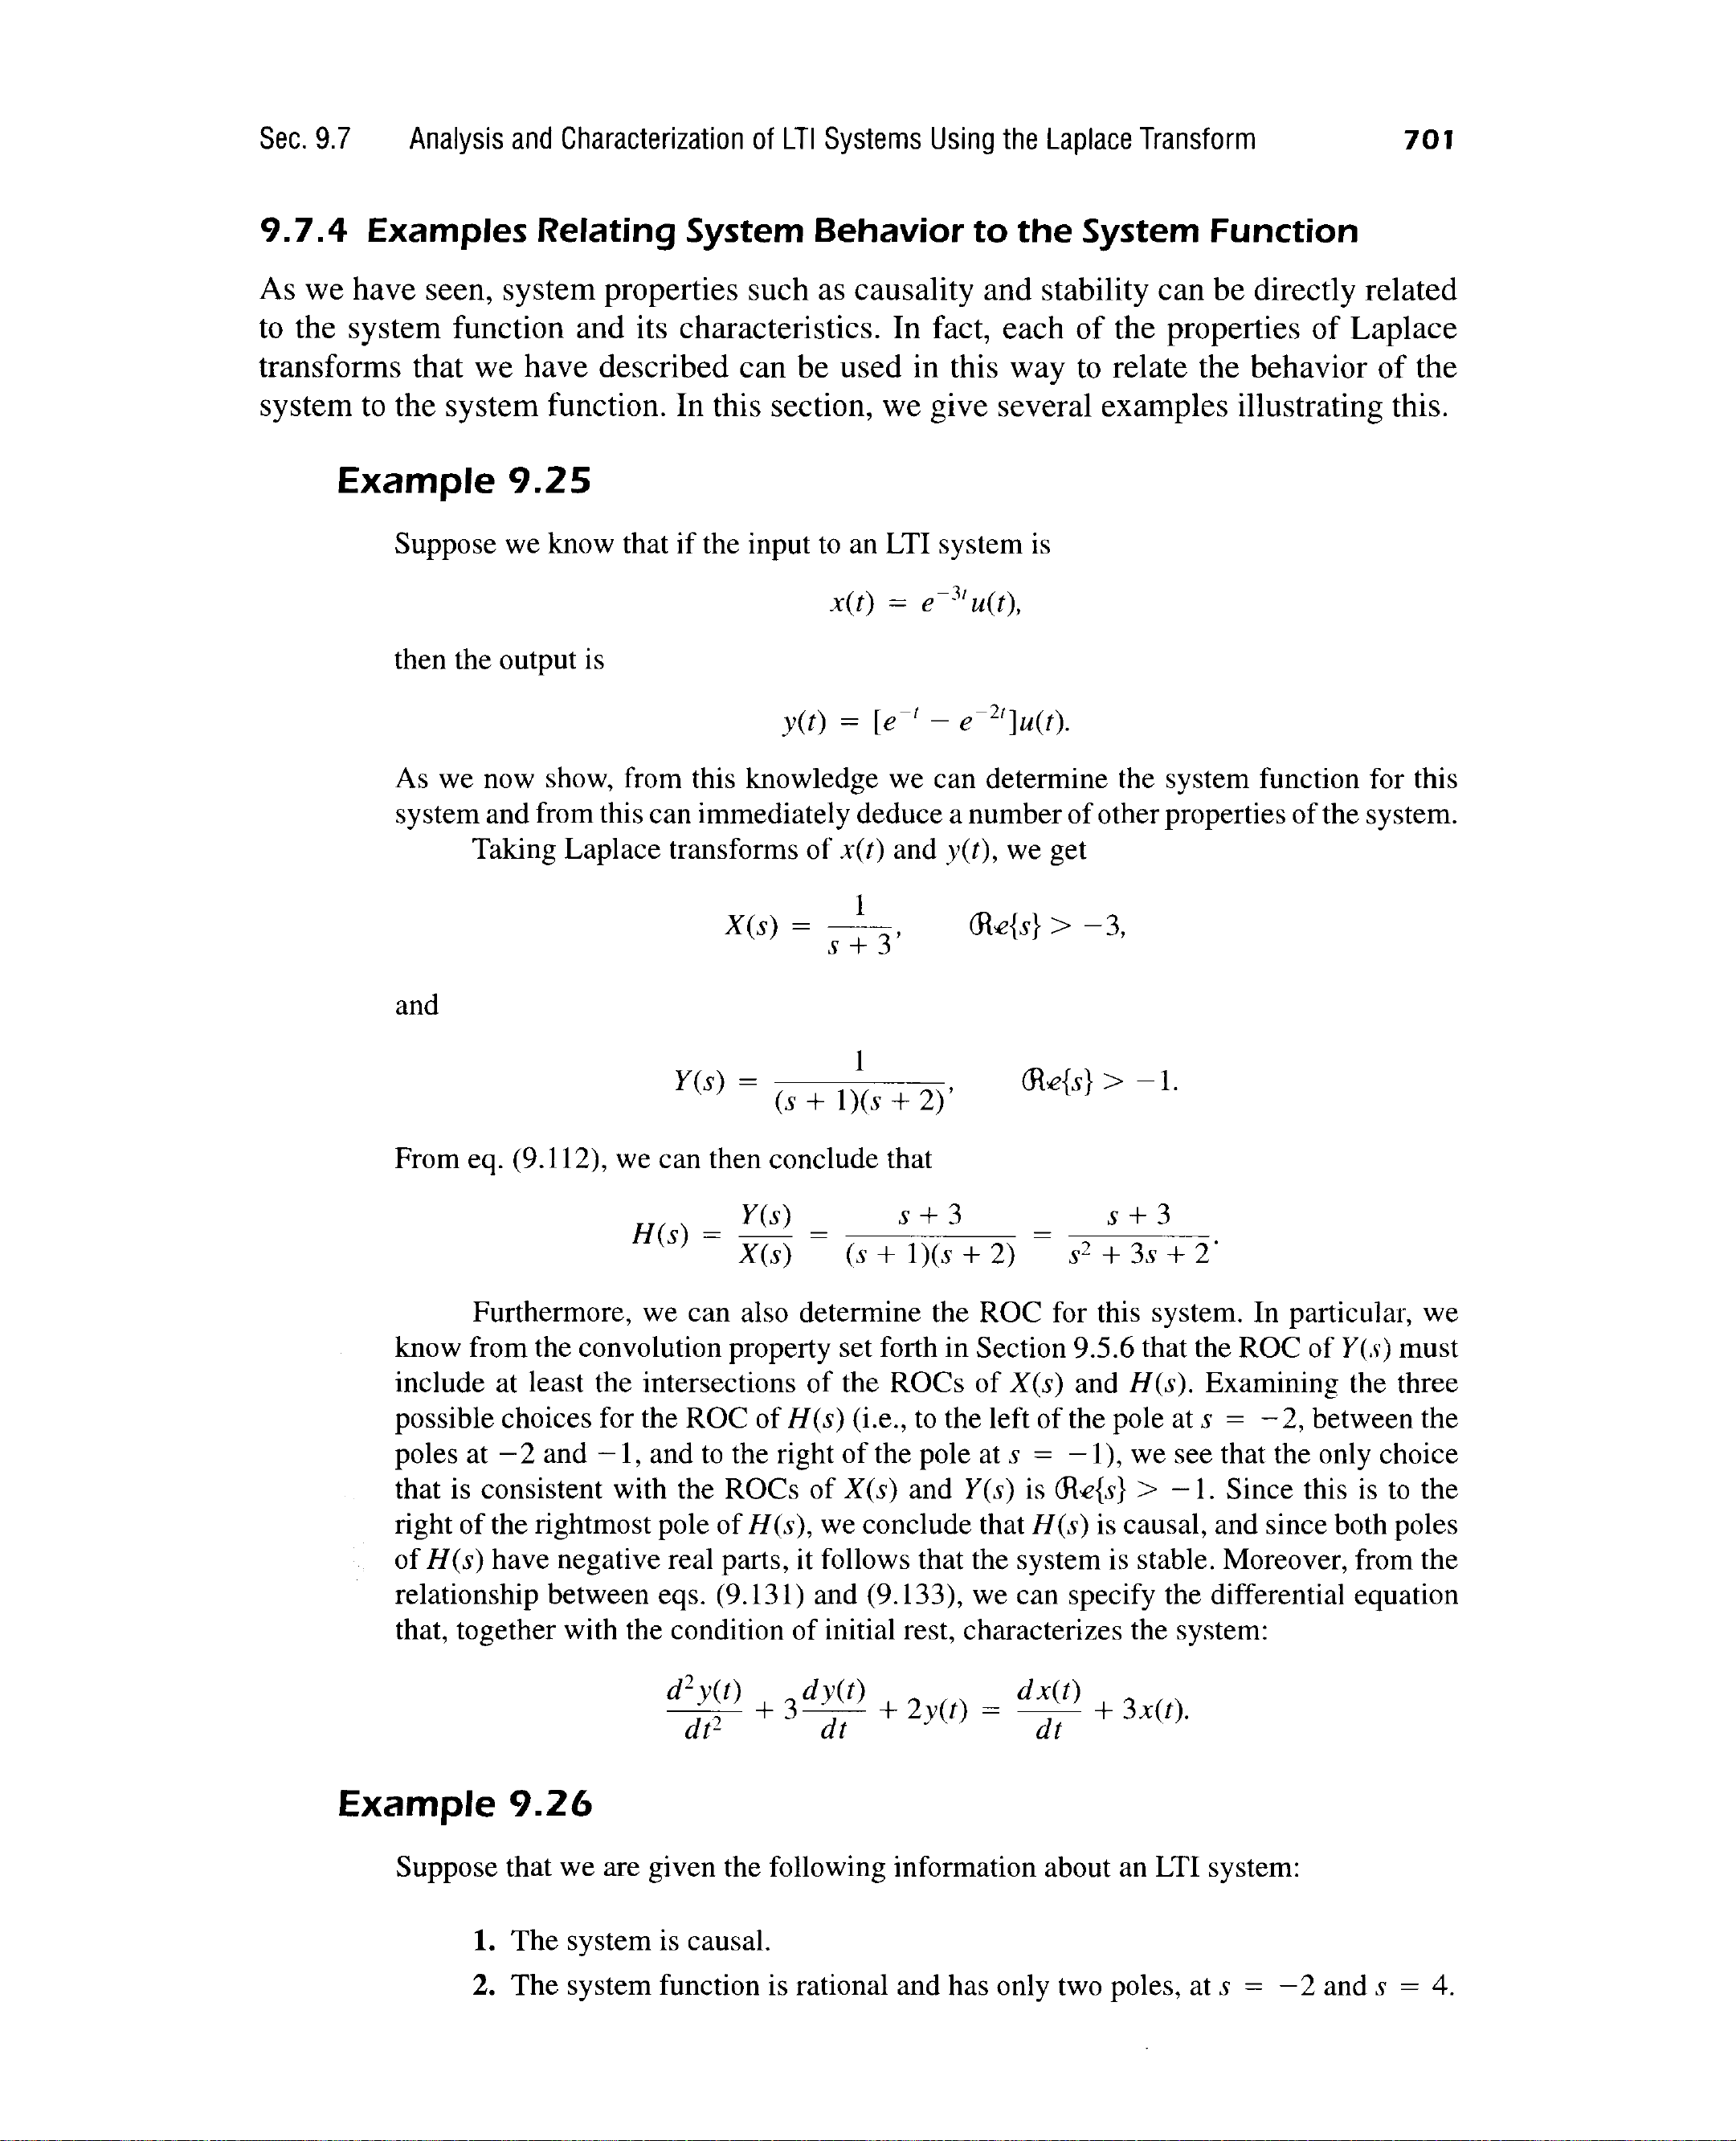 Sec. 9.7 Analysis and Characterization of LTI Systems Using the Laplace Transform 701
9.7.4 Examples Relating System Behavior to the System Function
As we have seen, system properties such as causality and stability can be directly related
to the system function and its characteristics. In fact, each of the properties of Laplace
transforms that we have described can be used in this way to relate the behavior of the
system to the system function. In this section, we give several examples illustrating this.
Example 9.25
Suppose we know that if the input to an LTI system is
x(t) = e^{-3t}u(t),
then the output is
y(t) = [e^{-t} − e^{-2t}]u(t).
As we now show, from this knowledge we can determine the system function for this
system and from this can immediately deduce a number of other properties of the system.
Taking Laplace transforms of x(t) and y(t), we get
X(s) = 1/(s + 3), ℜe{s} > −3,
and
Y(s) = 1/((s + 1)(s + 2)), ℜe{s} > −1.
From eq. (9.112), we can then conclude that
H(s) = Y(s)/X(s) = (s + 3)/((s + 1)(s + 2)) = (s + 3)/(s² + 3s + 2).
Furthermore, we can also determine the ROC for this system. In particular, we
know from the convolution property set forth in Section 9.5.6 that the ROC of Y(s) must
include at least the intersections of the ROCs of X(s) and H(s). Examining the three
possible choices for the ROC of H(s) (i.e., to the left of the pole at s = −2, between the
poles at −2 and −1, and to the right of the pole at s = −1), we see that the only choice
that is consistent with the ROCs of X(s) and Y(s) is ℜe{s} > −1. Since this is to the
right of the rightmost pole of H(s), we conclude that H(s) is causal, and since both poles
of H(s) have negative real parts, it follows that the system is stable. Moreover, from the
relationship between eqs. (9.131) and (9.133), we can specify the differential equation
that, together with the condition of initial rest, characterizes the system:
d²y(t)/dt² + 3 dy(t)/dt + 2y(t) = dx(t)/dt + 3x(t).
Example 9.26
Suppose that we are given the following information about an LTI system:
1. The system is causal.
2. The system function is rational and has only two poles, at s = −2 and s = 4.